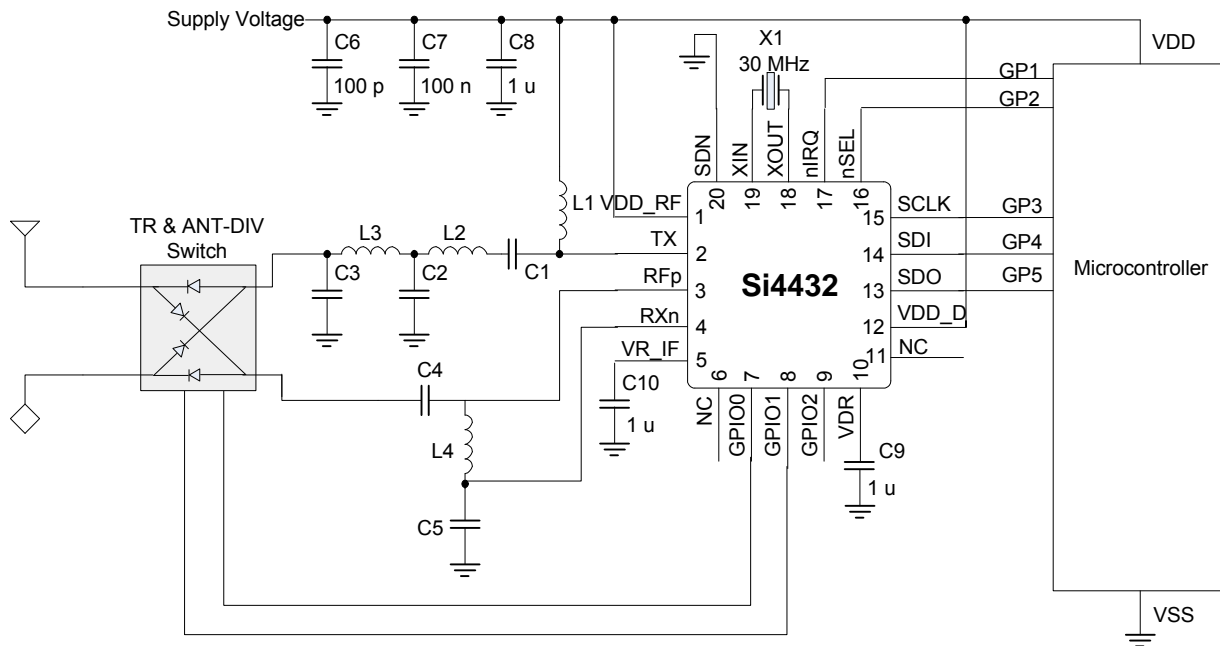 Supply Voltage
C6
100 p
C7
100 n
C8
1 u
X1
30 MHz
VDD
GP1
GP2
SDN
XIN
XOUT
nIRQ
nSEL
20
19
18
17
16
TR & ANT-DIV
Switch
L3
L2
L1
C3
C2
C1
VDD_RF
TX
RFp
RXn
VR_IF
1
2
3
4
5
Si4432
15
14
13
12
11
SCLK
SDI
SDO
VDD_D
NC
GP3
GP4
GP5
Microcontroller
C4
L4
C5
C10
1 u
6
7
8
9
10
NC
GPIO0
GPIO1
GPIO2
VDR
C9
1 u
VSS